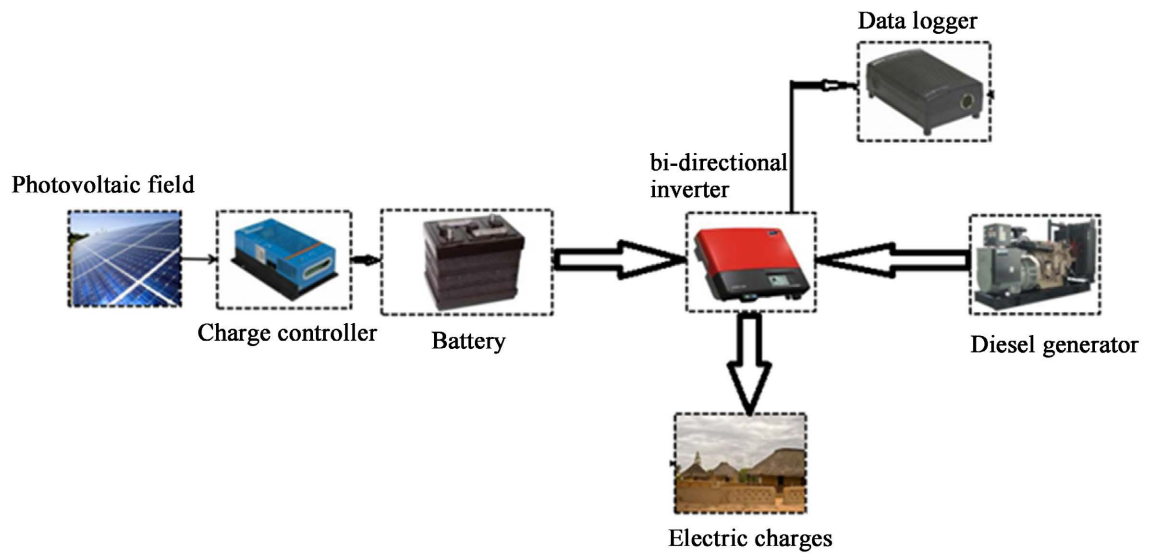 Data logger
bi-directional
inverter
Photovoltaic field
Charge controller
Battery
Diesel generator
Electric charges